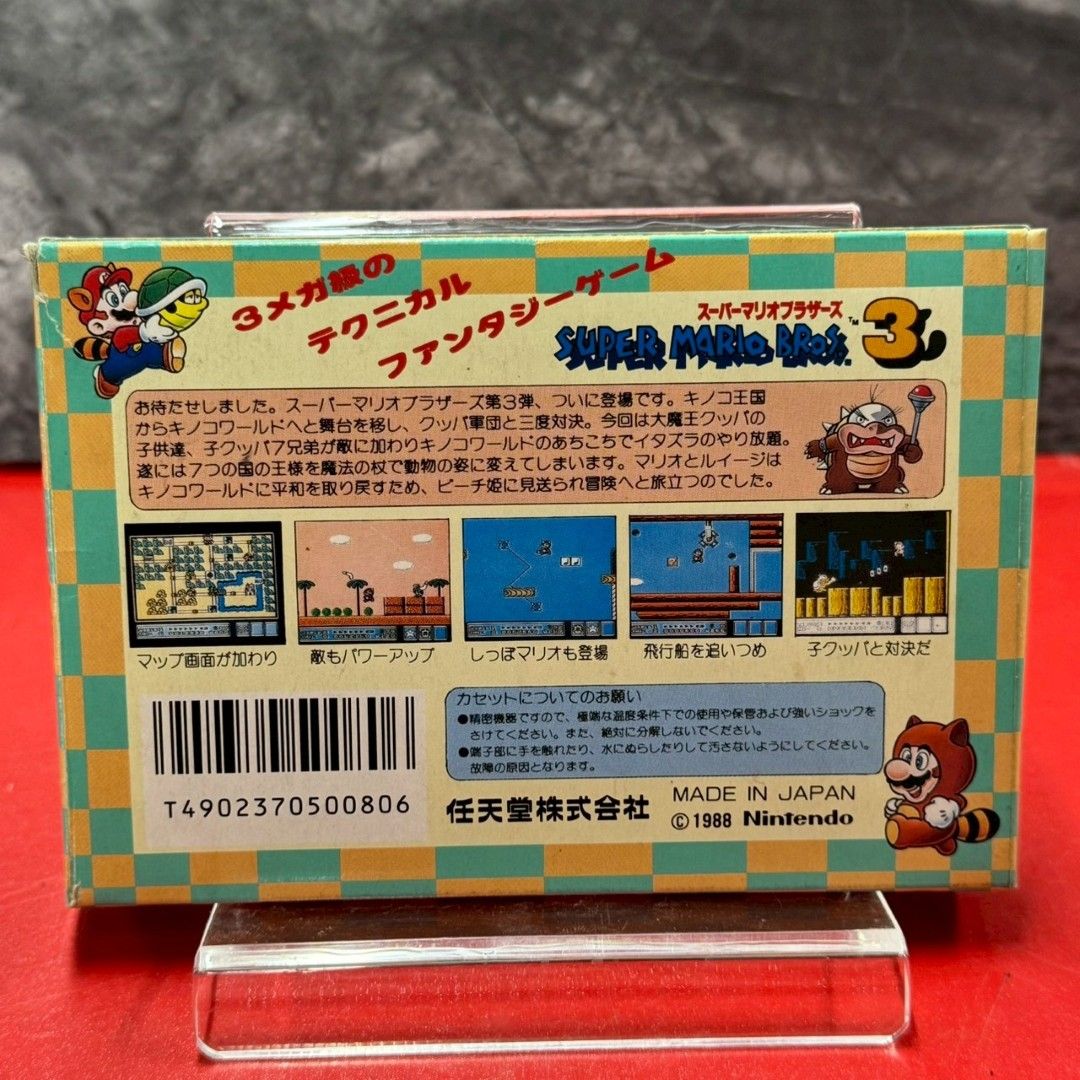 3メガ級の
テクニカル
ファンタジーゲーム
スーパーマリオブラザーズ
SUPER MARIO BROS.™ 3
お待たせしました。スーパーマリオブラザーズ第3弾、ついに登場です。キノコ王国
からキノコワールドへと舞台を移し、クッパ軍団と三度対決。今回は大魔王クッパの
子供達、子クッパ7兄弟が敵に加わりキノコワールドのあちこちでイタズラのやり放題。
遂には7つの国の王様を魔法の杖で動物の姿に変えてしまいます。マリオとルイージは
キノコワールドに平和を取り戻すため、ピーチ姫に見送られ冒険へと旅立つのでした。
マップ画面が加わり
敵もパワーアップ
しっぽマリオも登場
飛行船を追いつめ
子クッパと対決だ
カセットについてのお願い
●精密機器ですので、極端な温度条件下での使用や保管および強いショックを
さけてください。また、絶対に分解しないでください。
●端子部に手を触れたり、水にぬらしたりして汚さないようにしてください。
故障の原因となります。
T4902370500806
任天堂株式会社
MADE IN JAPAN
©1988 Nintendo